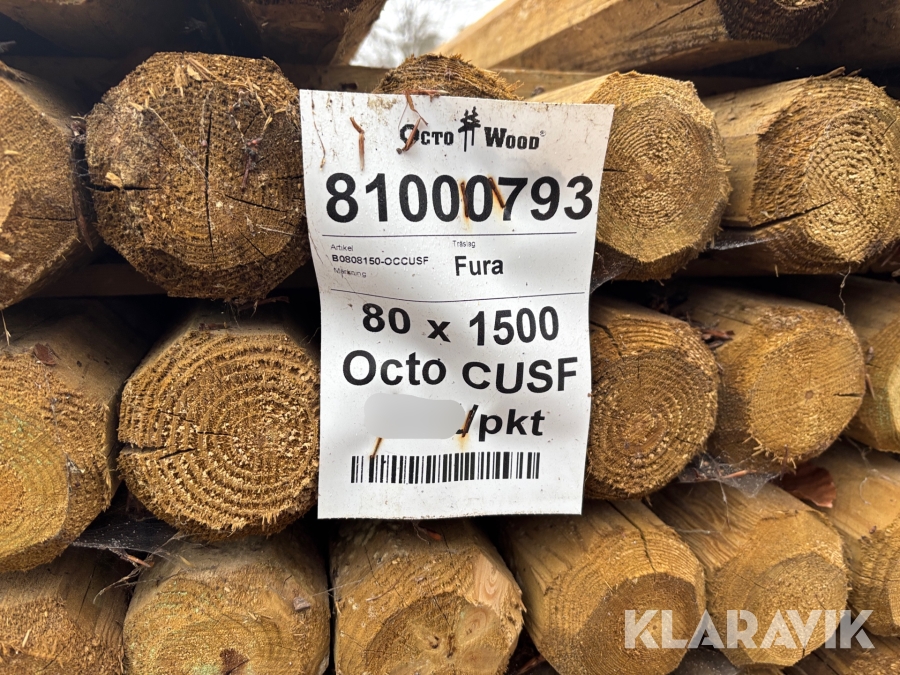 OCTO WOOD®
81000793
Artikel Träslag
B0808150-OCCUSF Fura
Märkning
80 x 1500
Octo CUSF
/pkt
KLARAVIK